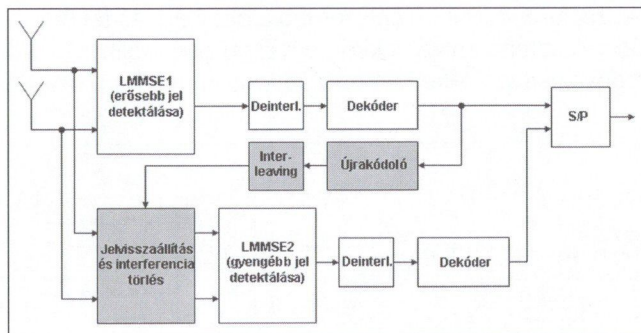 LMMSE1
(erősebb jel
detektálása)
Deinterl.
Dekóder
S/P
Inter-
leaving
Újrakódoló
Jelvisszaállítás
és interferencia
törlés
LMMSE2
(gyengébb jel
detektálása)
Deinterl.
Dekóder